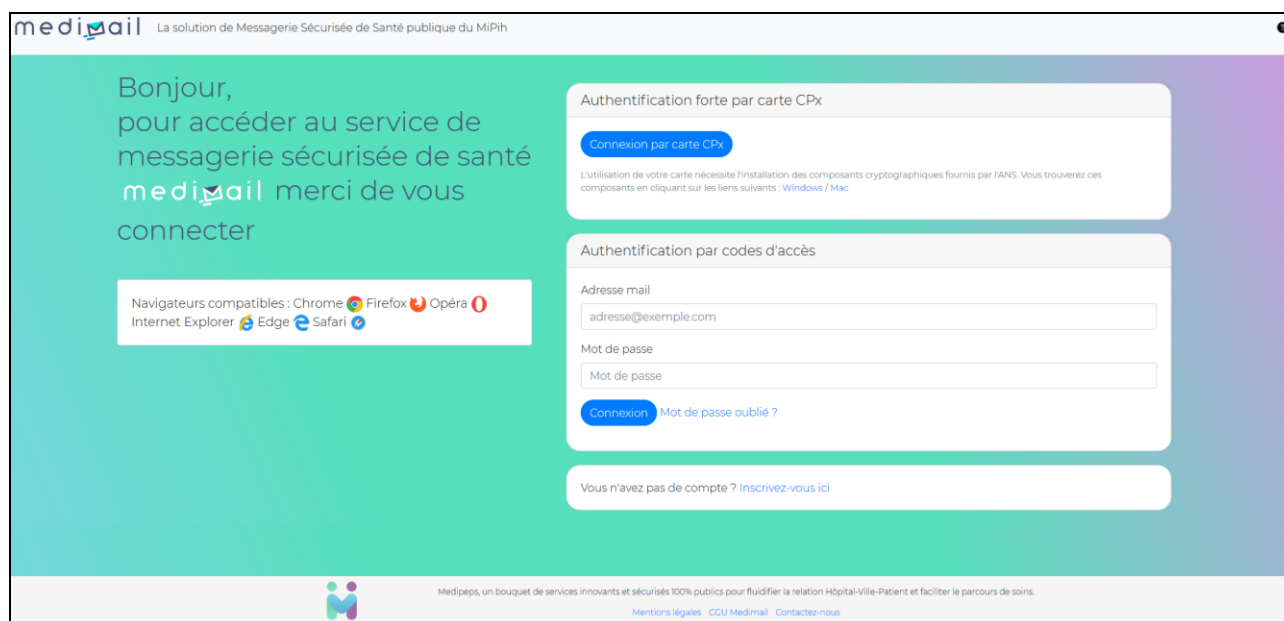 medimail La solution de Messagerie Sécurisée de Santé publique du MiPih
Bonjour,
pour accéder au service de
messagerie sécurisée de santé
medimail merci de vous
connecter
Navigateurs compatibles : Chrome Firefox Opéra
Internet Explorer Edge Safari
Authentification forte par carte CPx
Connexion par carte CPx
L'utilisation de votre carte nécessite l'installation des composants cryptographiques fournis par l'ANS. Vous trouverez ces
composants en cliquant sur les liens suivants : Windows / Mac
Authentification par codes d'accès
Adresse mail
adresse@exemple.com
Mot de passe
Mot de passe
Connexion Mot de passe oublié ?
Vous n'avez pas de compte ? Inscrivez-vous ici
Medipeps, un bouquet de services innovants et sécurisés 100% publics pour fluidifier la relation Hôpital-Ville-Patient et faciliter le parcours de soins.
Mentions légales CGU Medimail Contactez-nous